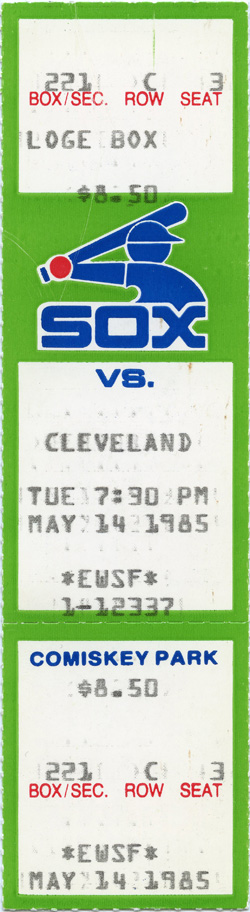 221 C 3
BOX/SEC. ROW SEAT
LOGE BOX
$8.50
SOX
VS.
CLEVELAND
TUE 7:30 PM
MAY 14 1985
*EWSF*
1-12337
COMISKEY PARK
$8.50
221 C 3
BOX/SEC. ROW SEAT
*EWSF*
MAY 14 1985